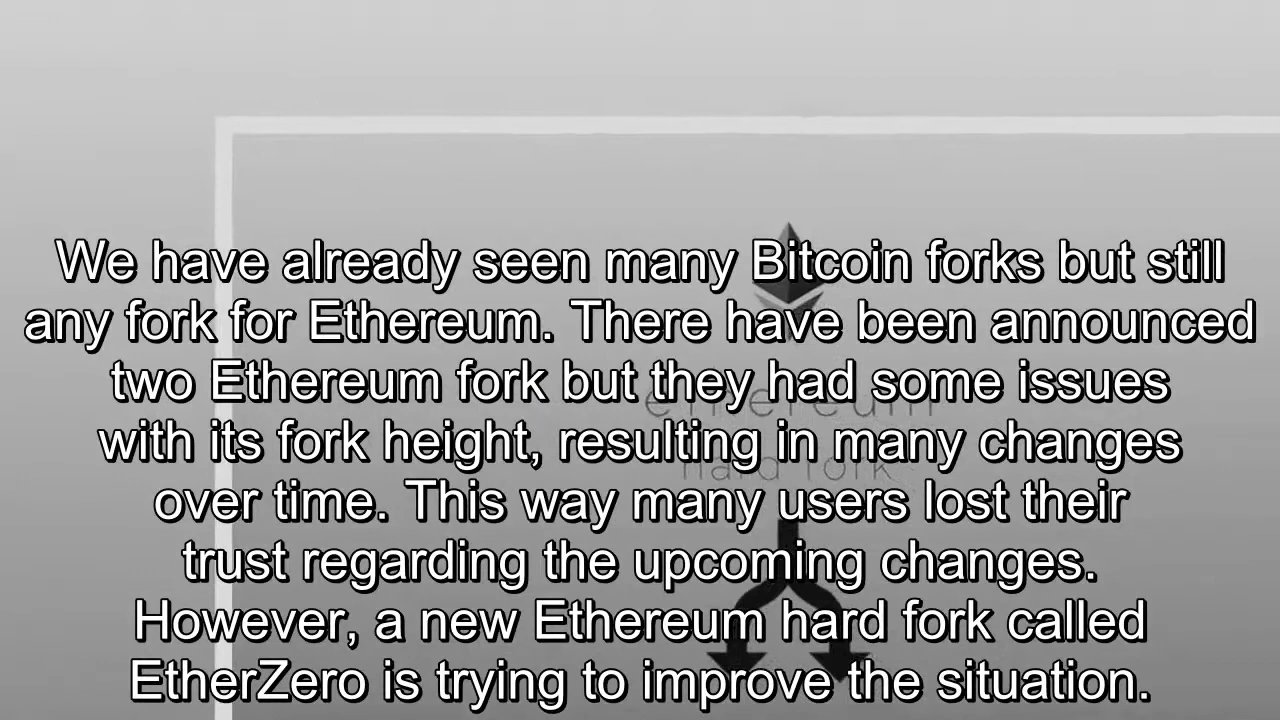 We have already seen many Bitcoin forks but still
any fork for Ethereum. There have been announced
two Ethereum fork but they had some issues
with its fork height, resulting in many changes
over time. This way many users lost their
trust regarding the upcoming changes.
However, a new Ethereum hard fork called
EtherZero is trying to improve the situation.
ethereum
hard fork